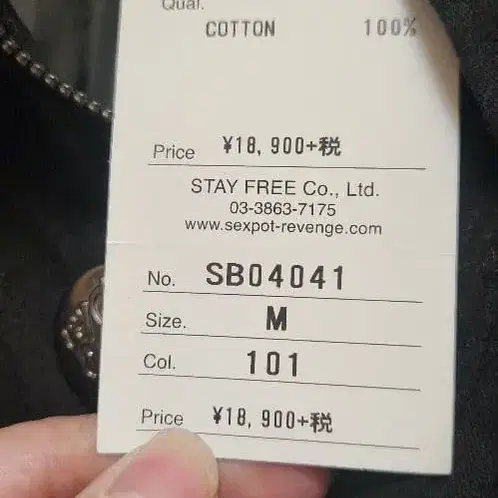 Qual.
COTTON 100%
Price ¥18,900+税
STAY FREE Co., Ltd.
03-3863-7175
www.sexpot-revenge.com
No. SB04041
Size. M
Col. 101
Price ¥18,900+税